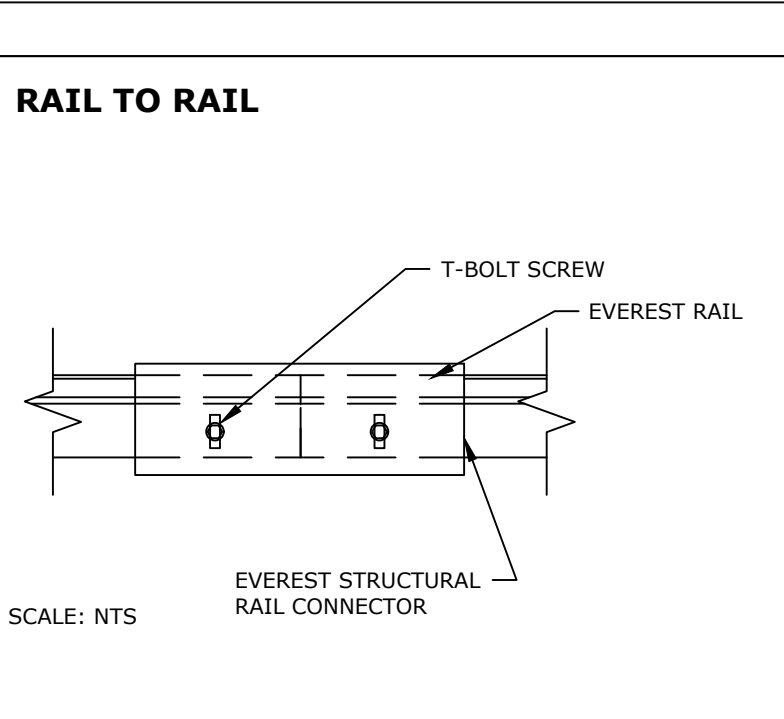 RAIL TO RAIL
T-BOLT SCREW
EVEREST RAIL
EVEREST STRUCTURAL
RAIL CONNECTOR
SCALE: NTS